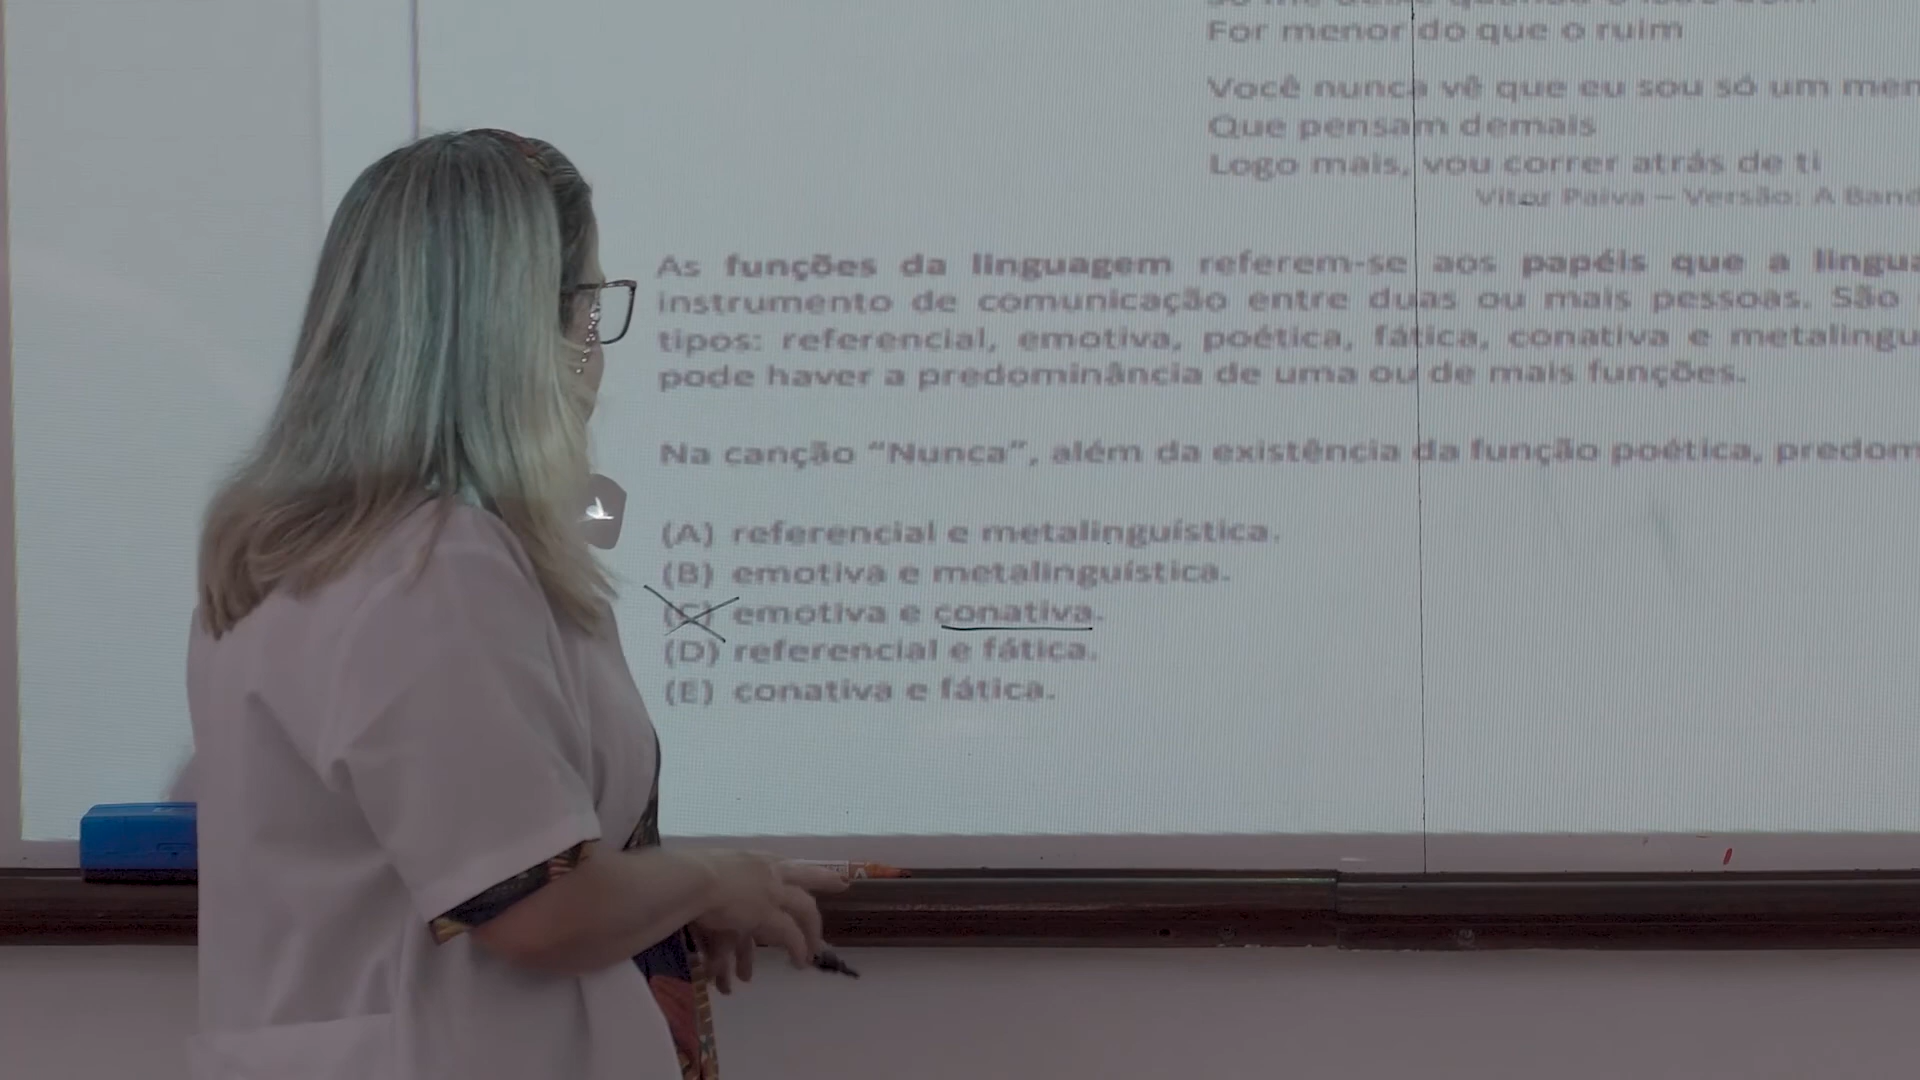 For menor do que o ruim
Você nunca vê que eu sou só um men
Que pensam demais
Logo mais, vou correr atrás de ti
Vitor Paiva – Versão: A Band
As funções da linguagem referem-se aos papéis que a lingua
instrumento de comunicação entre duas ou mais pessoas. São
tipos: referencial, emotiva, poética, fática, conativa e metalingu
pode haver a predominância de uma ou de mais funções.
Na canção “Nunca”, além da existência da função poética, predom
(A) referencial e metalinguística.
(B) emotiva e metalinguística.
(C) emotiva e conativa.
(D) referencial e fática.
(E) conativa e fática.